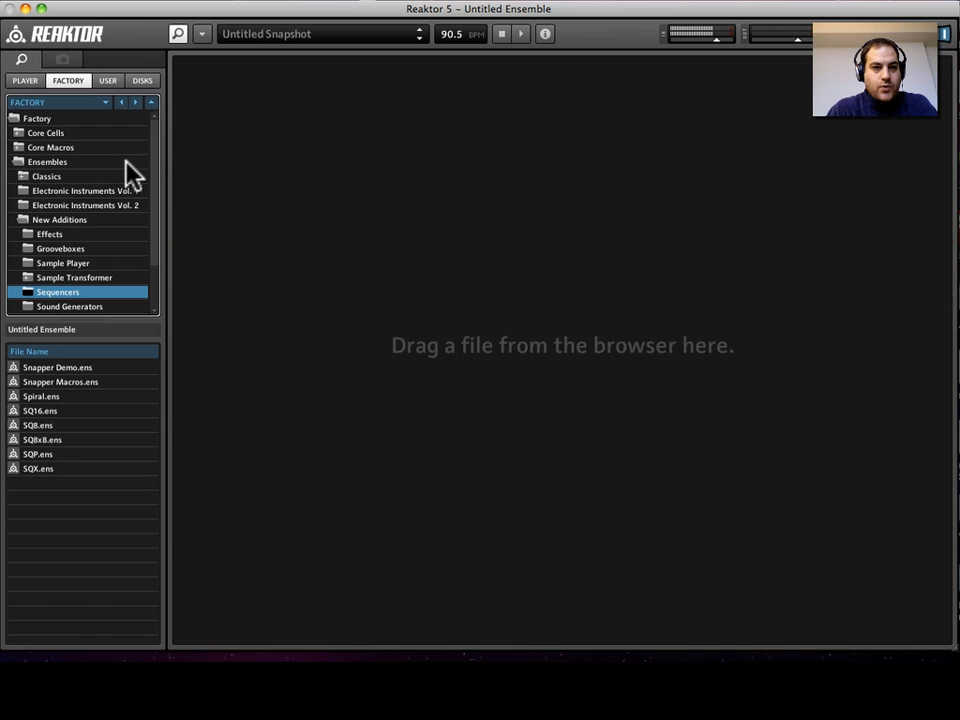 Reaktor 5 - Untitled Ensemble
REAKTOR
Untitled Snapshot
90.5 BPM
PLAYER
FACTORY
USER
DISKS
FACTORY
Factory
Core Cells
Core Macros
Ensembles
Classics
Electronic Instruments Vol.
Electronic Instruments Vol. 2
New Additions
Effects
Grooveboxes
Sample Player
Sample Transformer
Sequencers
Sound Generators
Untitled Ensemble
File Name
Snapper Demo.ens
Snapper Macros.ens
Spiral.ens
SQ16.ens
SQ8.ens
SQ8x8.ens
SQP.ens
SQX.ens
Drag a file from the browser here.